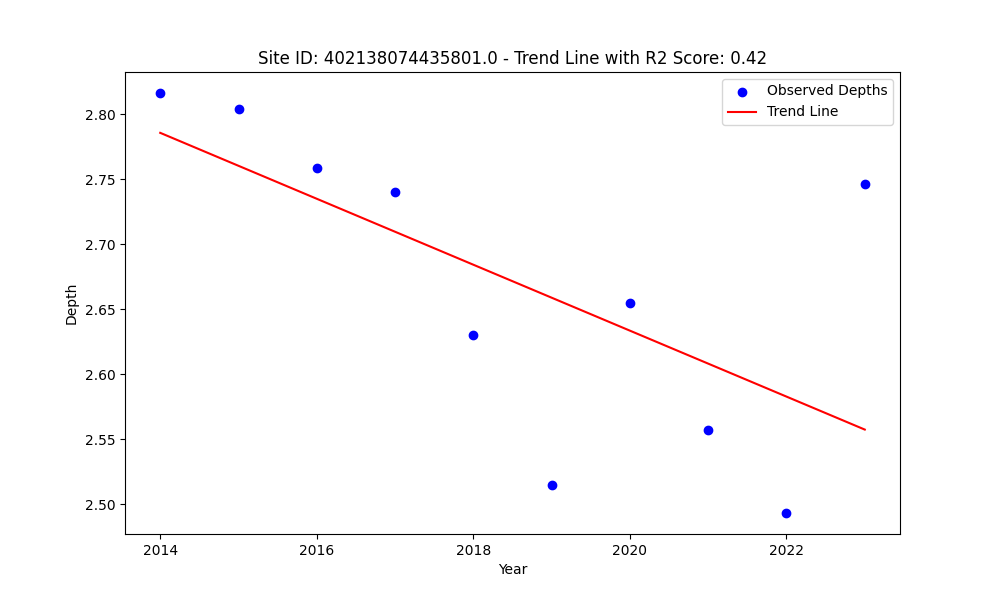 Site ID: 402138074435801.0 - Trend Line with R2 Score: 0.42
Observed Depths
Trend Line
2.80
2.75
2.70
2.65
2.60
2.55
2.50
Depth
2014
2016
2018
2020
2022
Year